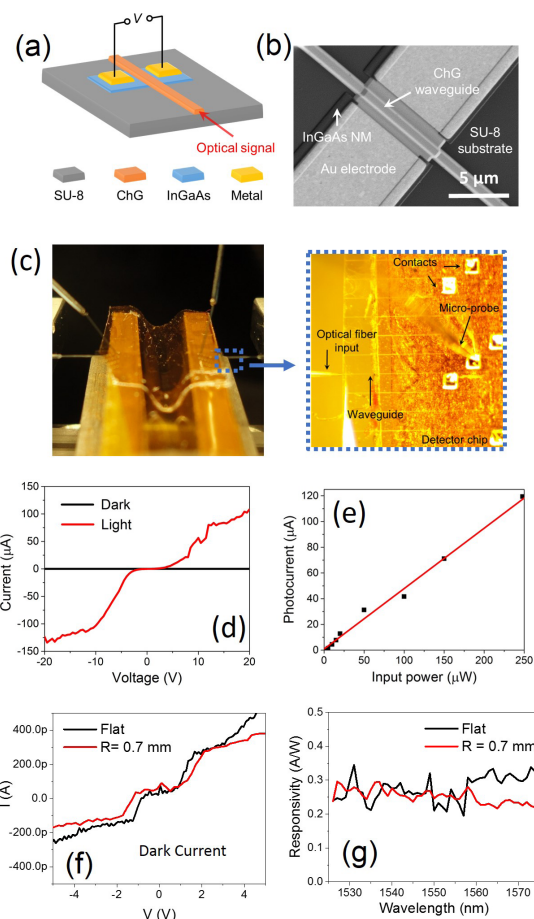 (a)
V
Optical signal
SU-8 ChG InGaAs Metal
(b)
ChG
waveguide
InGaAs NM
SU-8
substrate
Au electrode
5 μm
(c)
Contacts
Micro-probe
Optical fiber
input
Waveguide
Detector chip
Current(μA)
150
100
50
0
-50
-100
-150
Dark
Light
(d)
-20 -10 0 10 20
Voltage (V)
Photocurrent (μA)
120
100
80
60
40
20
0
(e)
0 50 100 150 200 250
Input power (μW)
I (A)
400.0p
200.0p
0.0
-200.0p
-400.0p
Flat
R= 0.7 mm
(f)
Dark Current
-4 -2 0 2 4
V (V)
Responsivity (A/W)
0.5
0.4
0.3
0.2
0.1
0.0
Flat
R = 0.7 mm
(g)
1530 1540 1550 1560 1570
Wavelength (nm)